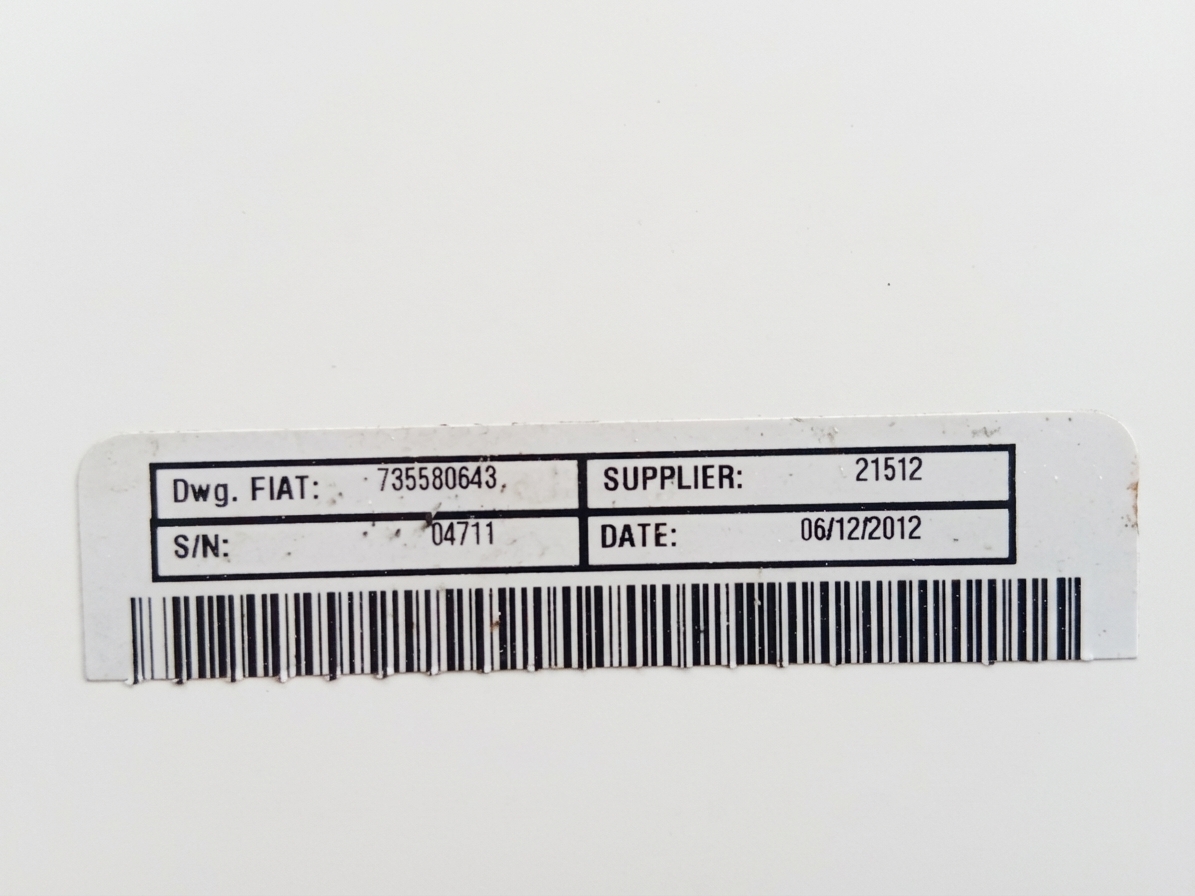 Dwg. FIAT: 735580643 SUPPLIER: 21512
S/N: 04711 DATE: 06/12/2012